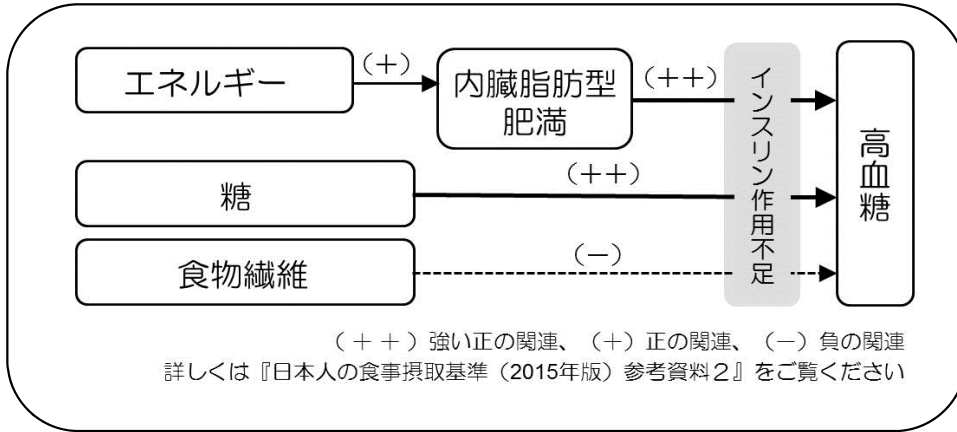 エネルギー
(+)
内臓脂肪型
肥満
(++)
インスリン作用不足
高血糖
糖
(++)
食物繊維
(－)
(++)強い正の関連、(+)正の関連、(－)負の関連
詳しくは『日本人の食事摂取基準(2015年版)参考資料2』をご覧ください